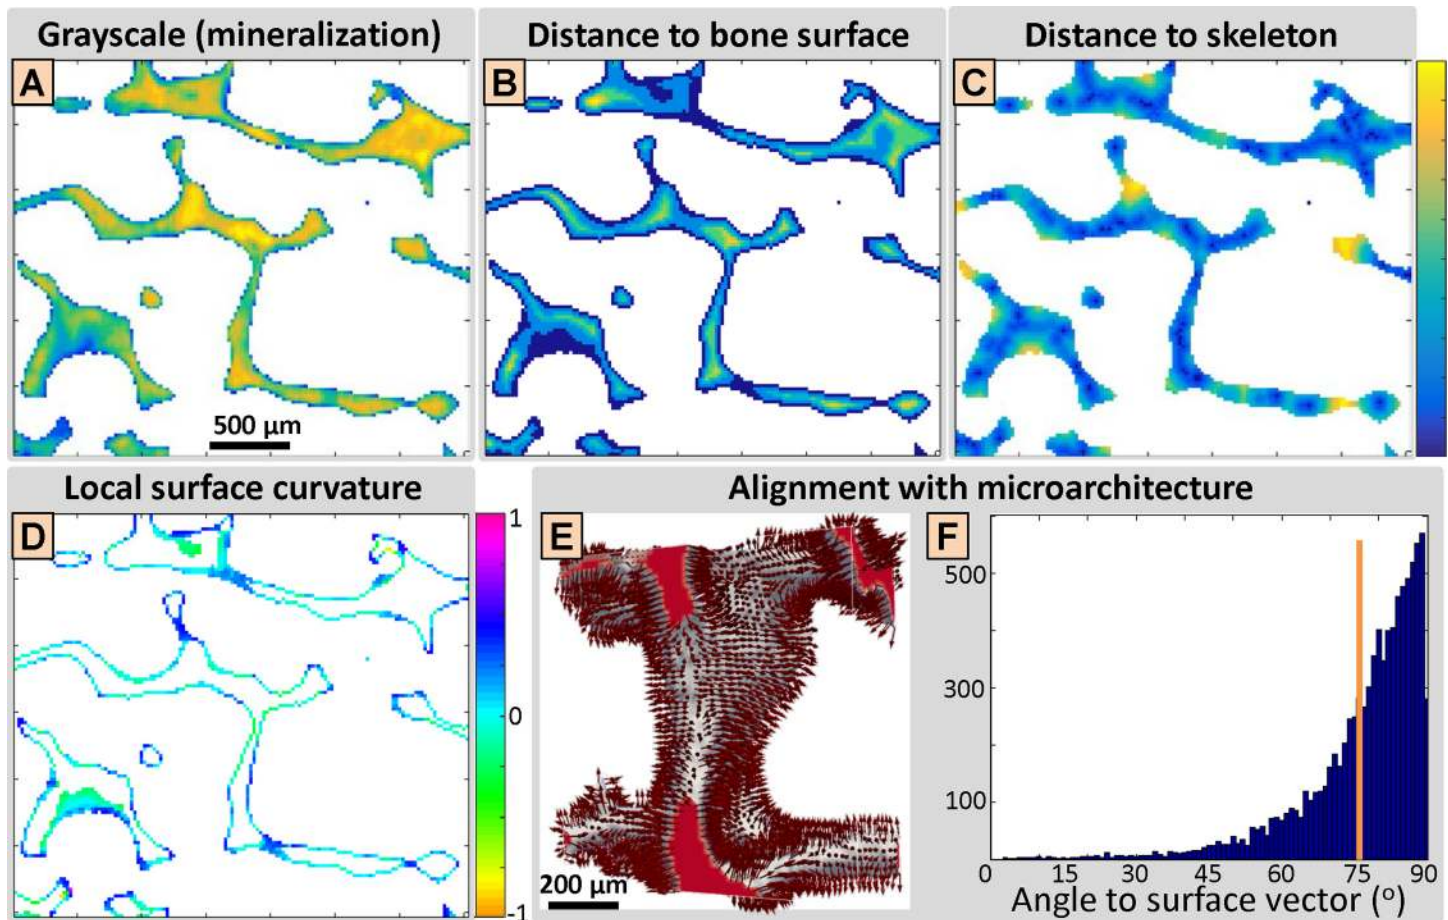 Grayscale (mineralization)
Distance to bone surface
Distance to skeleton
A
B
C
500 µm
Local surface curvature
Alignment with microarchitecture
D
1
0
-1
E
200 µm
F
500
300
100
0 15 30 45 60 75 90
Angle to surface vector (º)